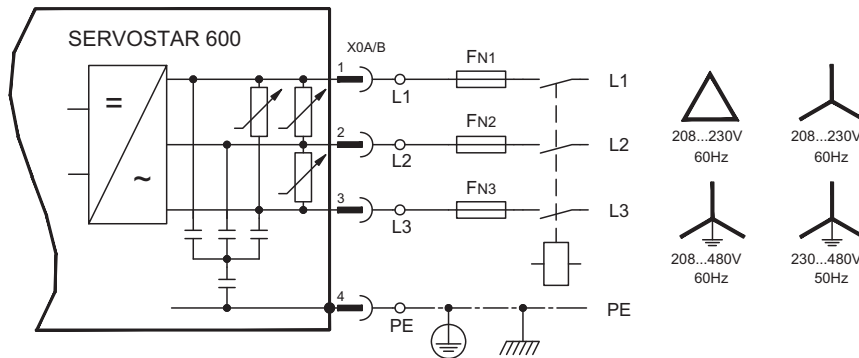 SERVOSTAR 600
X0A/B
1
L1
FN1
L1
2
L2
FN2
L2
3
L3
FN3
L3
4
PE
PE
=
~
208...230V
60Hz
208...230V
60Hz
208...480V
60Hz
230...480V
50Hz